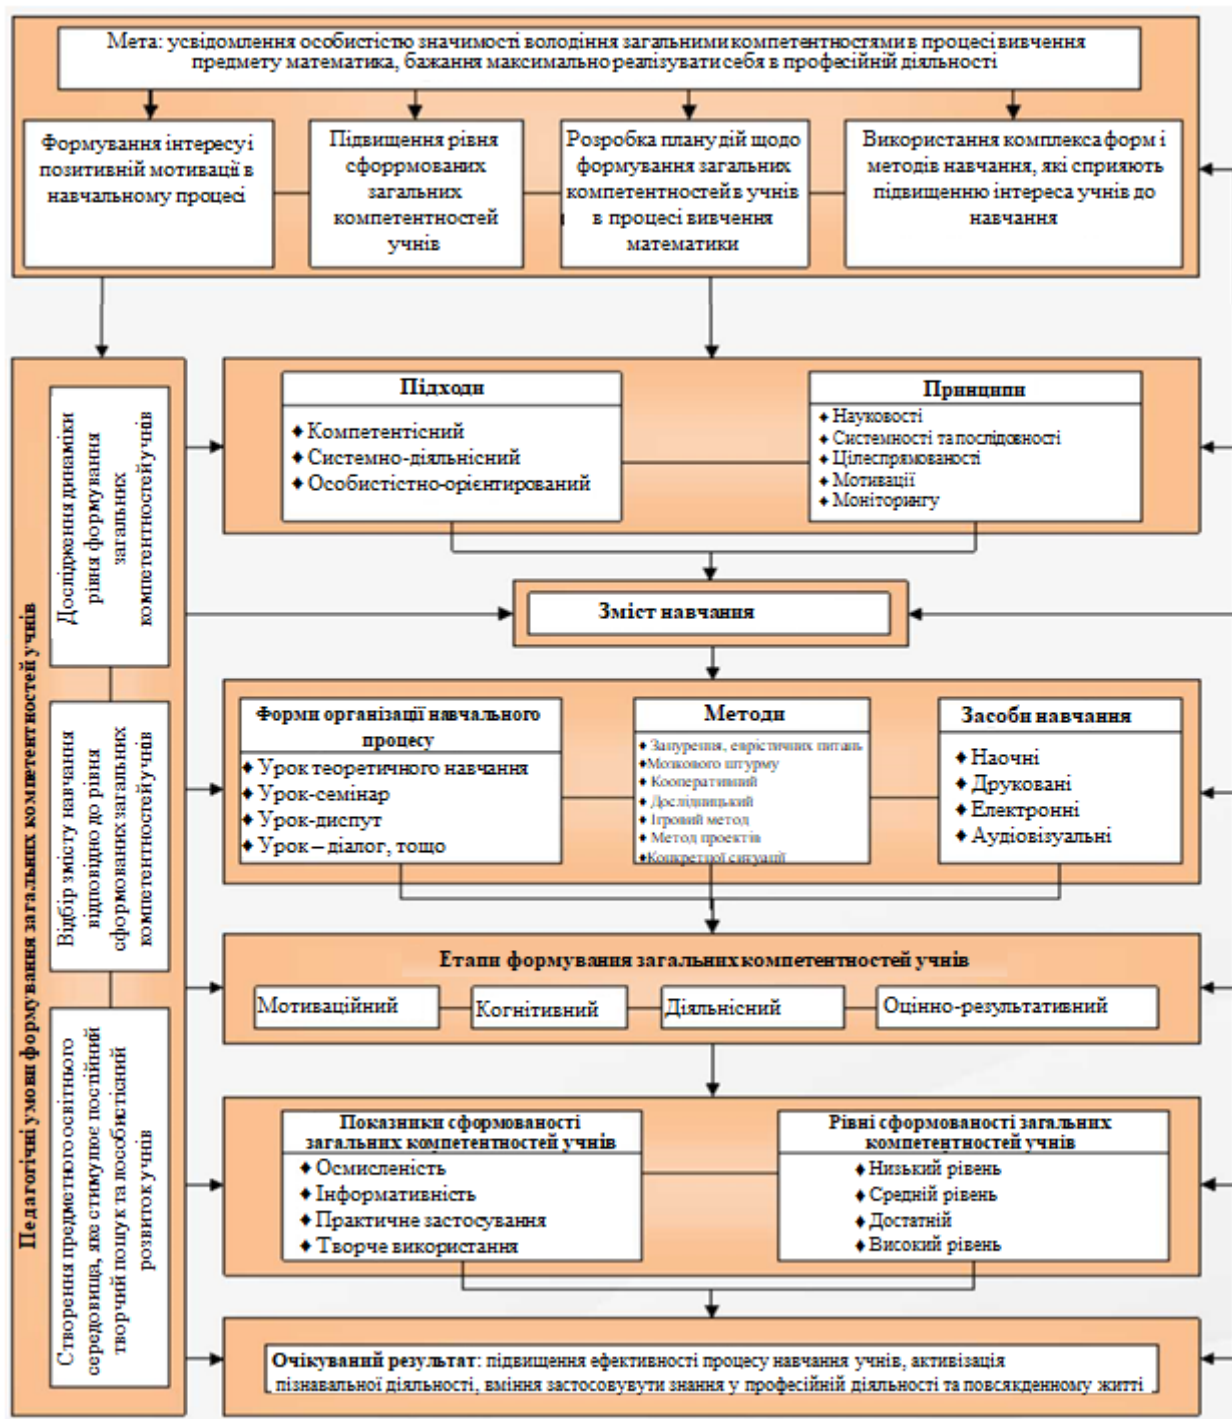 Мета: усвідомлення особистістю значимості володіння загальними компетентностями в процесі вивчення
предмету математика, бажання максимально реалізувати себе в професійній діяльності
Формування інтересу і
позитивній мотивації в
навчальному процесі
Підвищення рівня
сфоррмованих
загальних
компетентностей
учнів
Розробка плану дій щодо
формування загальних
компетентностей в учнів
в процесі вивчення
математики
Використання комплекса форм і
методів навчання, які сприяють
підвищенню інтереса учнів до
навчання
Педагогічні умови формування загальних компетентностей учнів
Дослідження динаміки
рівня формування
загальних
компетентностей учнів
Відбір змісту навчання
відповідно до рівня
сформованих загальних
компетентностей учнів
Створення предметного освітнього
середовища, яке стимулює постійний
творчий пошук та пособистісний
розвиток учнів
Підходи
♦ Компетентісний
♦ Системно-діяльнісний
♦ Особистістно-орієнтирований
Принципи
♦ Науковості
♦ Системності та послідовності
♦ Цілеспрямованості
♦ Мотивації
♦ Моніторингу
Зміст навчання
Форми організації навчального
процесу
♦ Урок теоретичного навчання
♦ Урок-семінар
♦ Урок-диспут
♦ Урок – діалог, тощо
Методи
♦ Занурення, еврістичних питань
♦ Мозкового штурму
♦ Кооперативний
♦ Дослідницький
♦ Ігровий метод
♦ Метод проектів
♦ Конкретної ситуації
Засоби навчання
♦ Наочні
♦ Друковані
♦ Електронні
♦ Аудіовізуальні
Етапи формування загальних компетентностей учнів
Мотиваційний
Когнітивний
Діяльнісний
Оцінно-результативний
Показники сформованості
загальних компетентностей учнів
♦ Осмисленість
♦ Інформативність
♦ Практичне застосування
♦ Творче використання
Рівні сформованості загальних
компетентностей учнів
♦ Низький рівень
♦ Средній рівень
♦ Достатній
♦ Високий рівень
Очікуваний результат: підвищення ефективності процесу навчання учнів, активізація
пізнавальної діяльності, вміння застосовувути знання у професійній діяльності та повсякденному житті